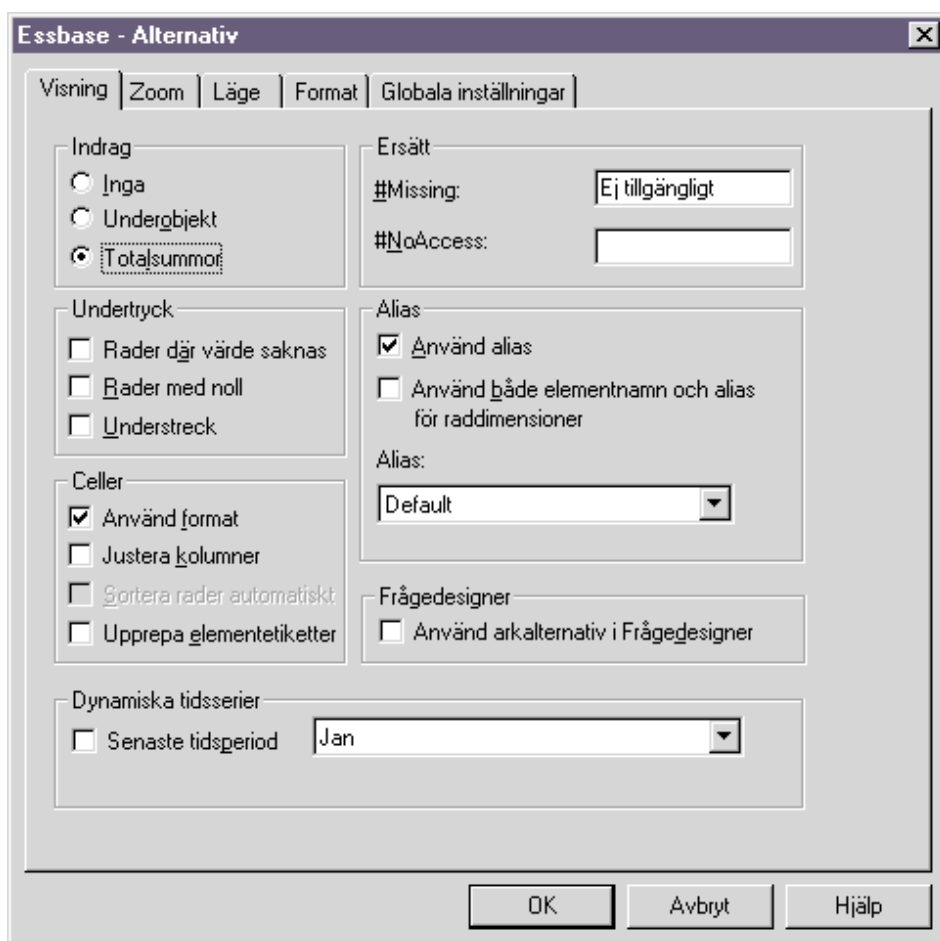 Essbase - Alternativ
Visning Zoom Läge Format Globala inställningar
Indrag
Inga
Underobjekt
Totalsummor
Ersätt
#Missing: Ej tillgängligt
#NoAccess:
Undertryck
Rader där värde saknas
Rader med noll
Understreck
Alias
Använd alias
Använd både elementnamn och alias
för raddimensioner
Alias:
Default
Celler
Använd format
Justera kolumner
Sortera rader automatiskt
Upprepa elementetiketter
Frågedesigner
Använd arkalternativ i Frågedesigner
Dynamiska tidsserier
Senaste tidsperiod Jan
OK Avbryt Hjälp